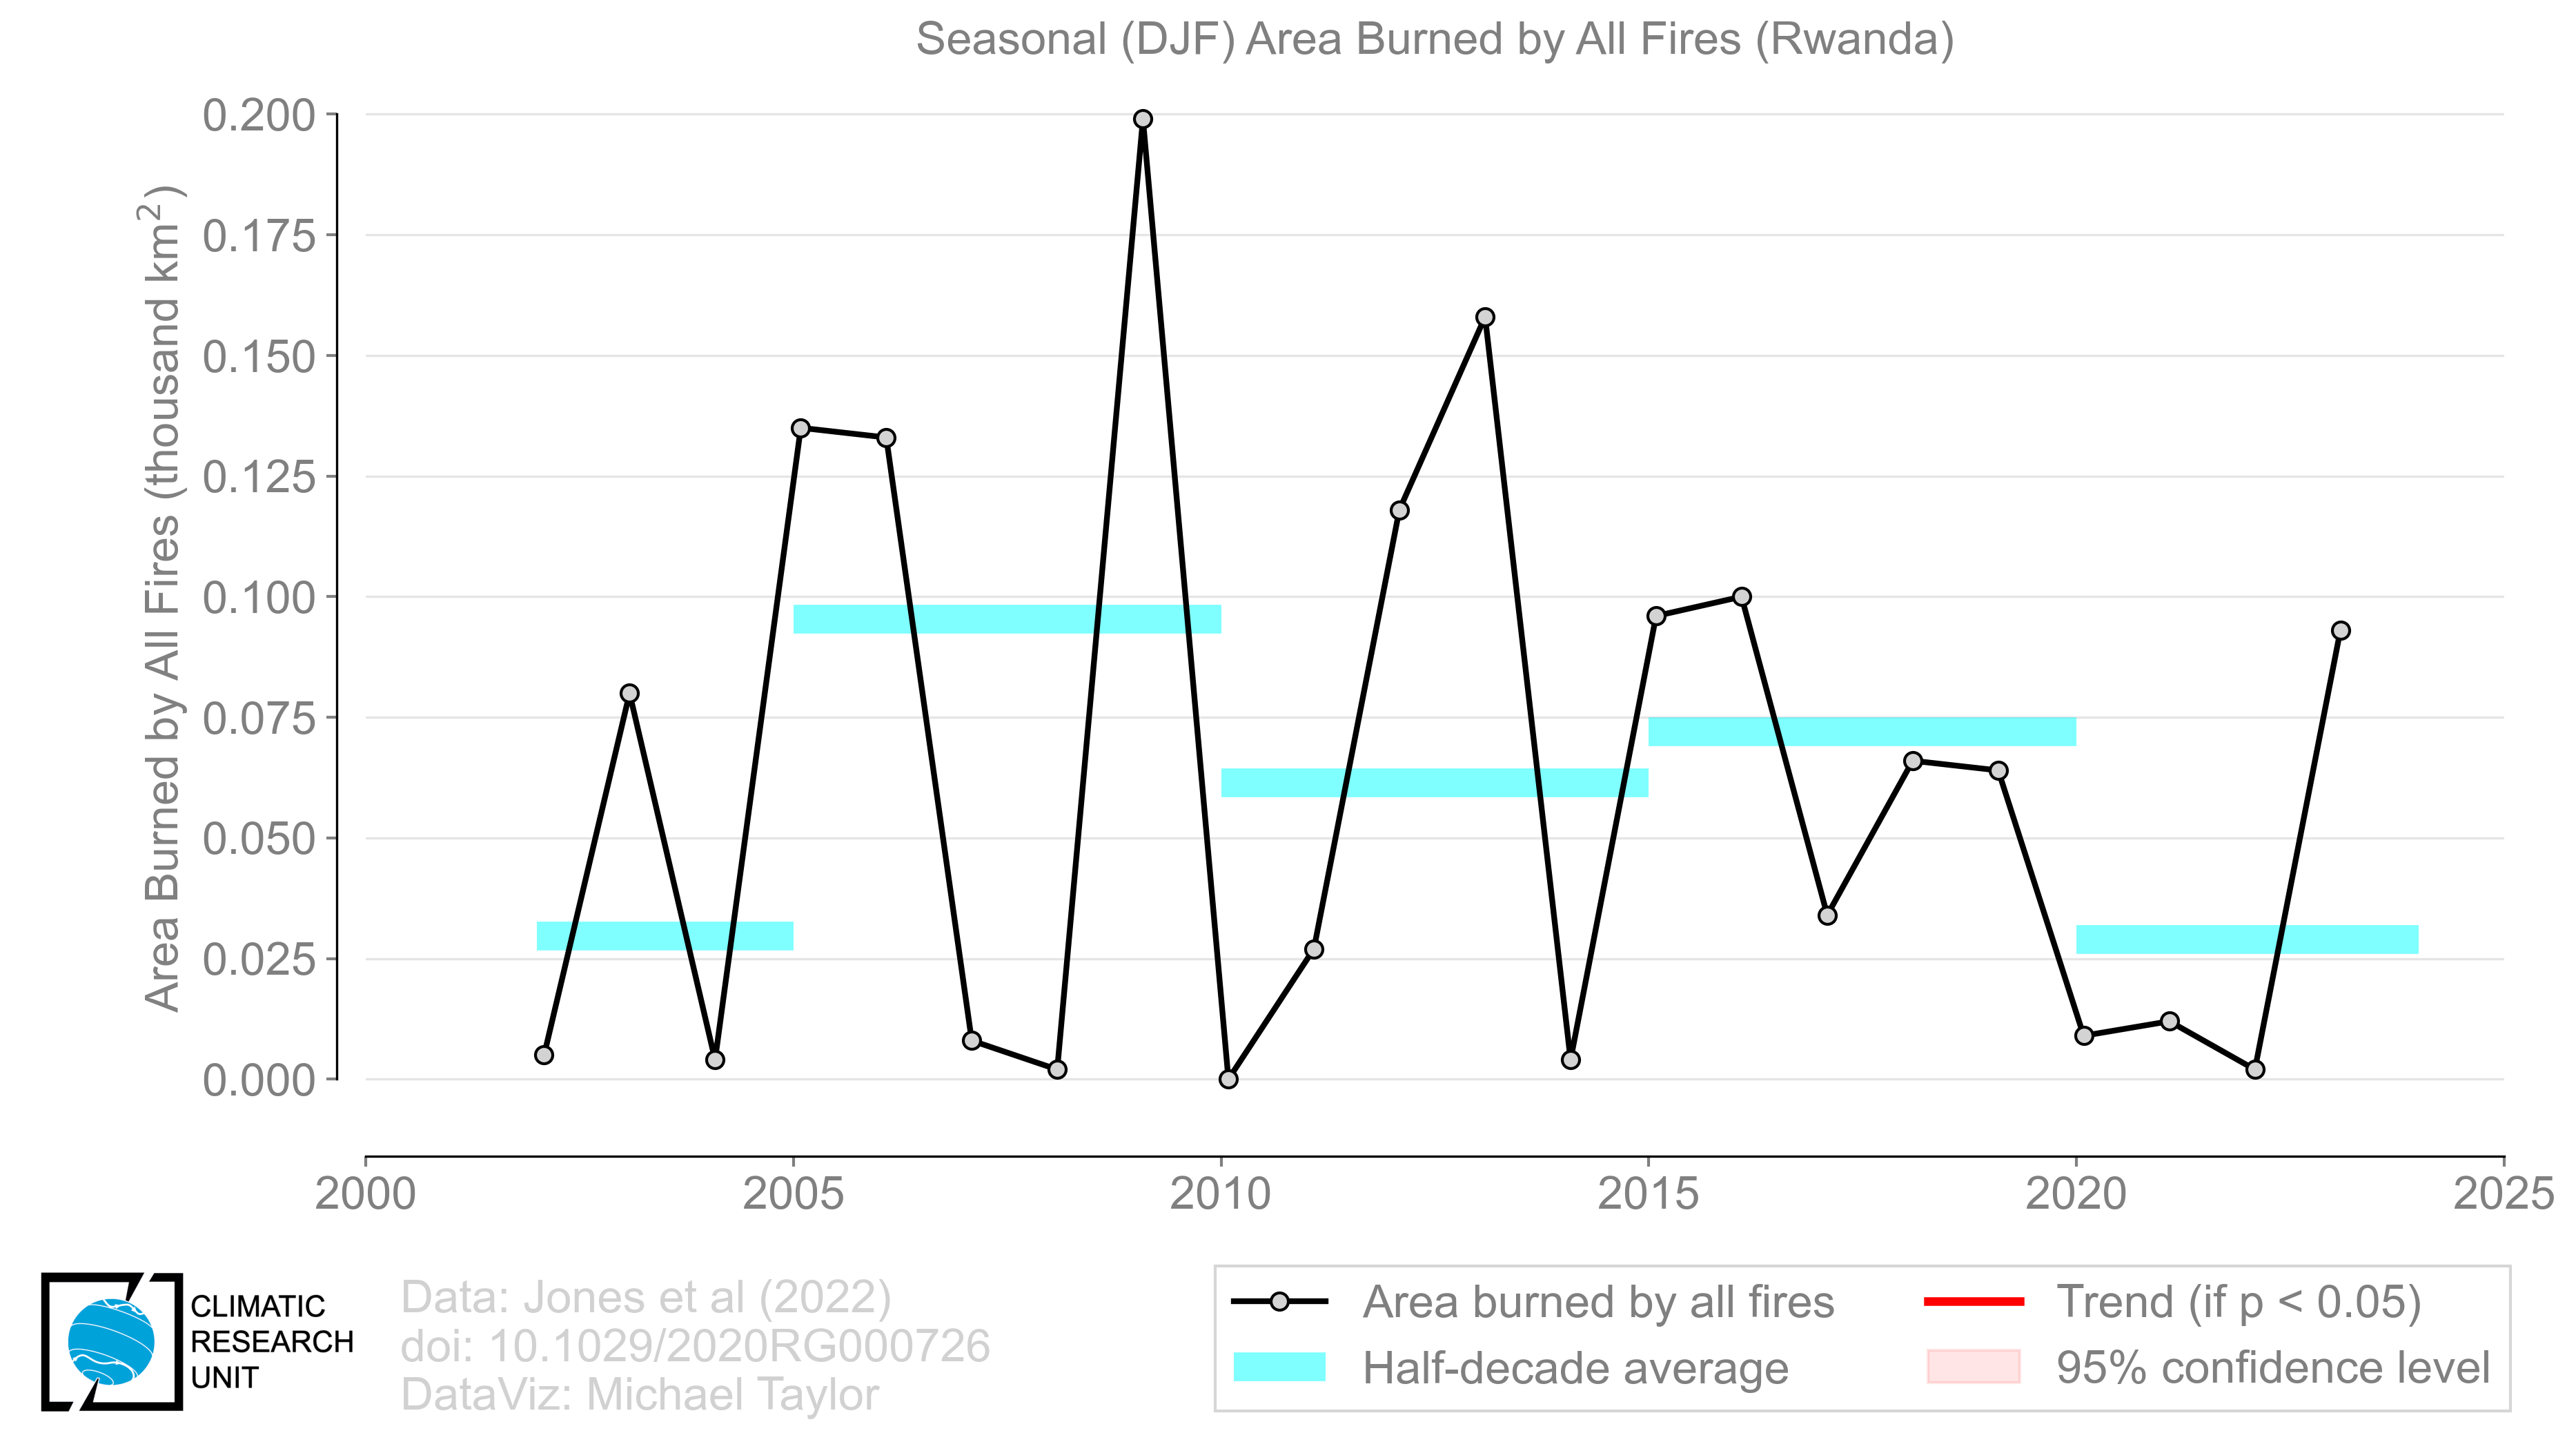 Seasonal (DJF) Area Burned by All Fires (Rwanda)
Area Burned by All Fires (thousand km²)
0.200
0.175
0.150
0.125
0.100
0.075
0.050
0.025
0.000
2000
2005
2010
2015
2020
2025
CLIMATIC
RESEARCH
UNIT
Data: Jones et al (2022)
doi: 10.1029/2020RG000726
DataViz: Michael Taylor
Area burned by all fires
Half-decade average
Trend (if p < 0.05)
95% confidence level